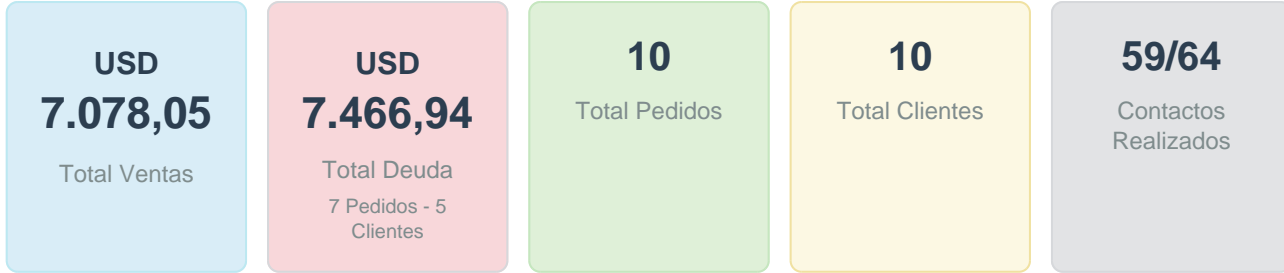 USD
7.078,05
Total Ventas
USD
7.466,94
Total Deuda
7 Pedidos - 5
Clientes
10
Total Pedidos
10
Total Clientes
59/64
Contactos
Realizados